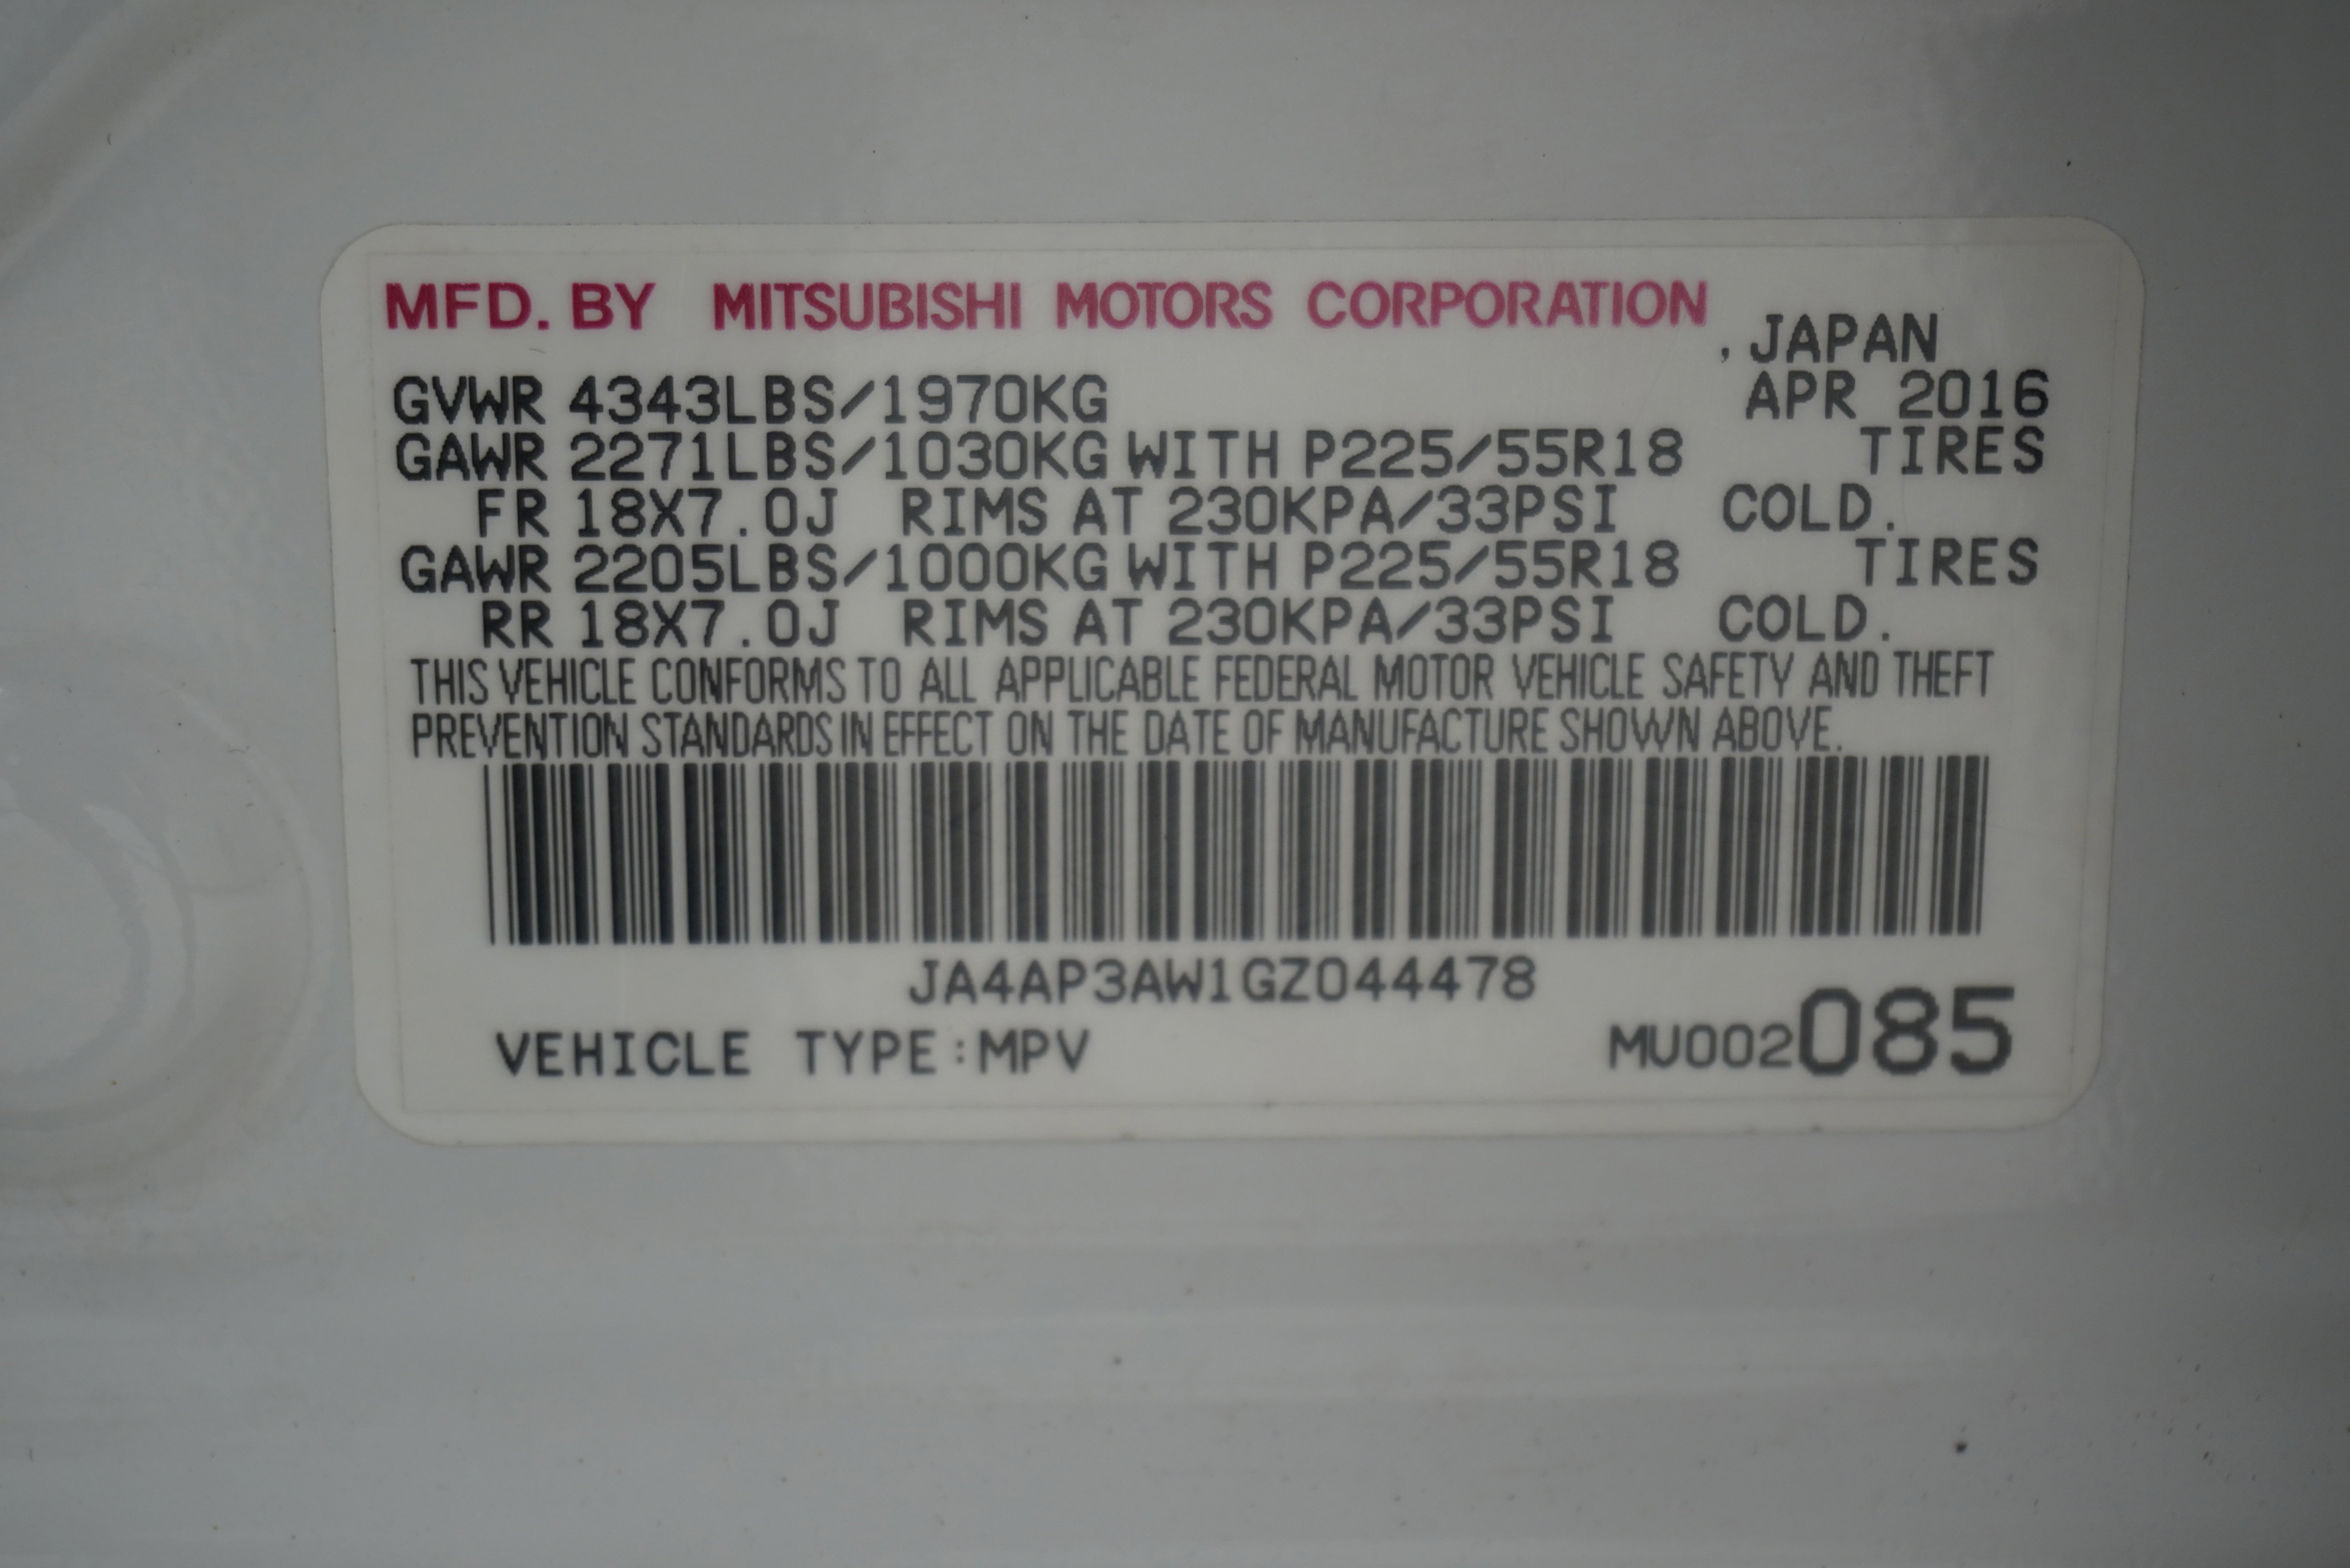 MFD. BY MITSUBISHI MOTORS CORPORATION
, JAPAN
GVWR 4343LBS/1970KG APR 2016
GAWR 2271LBS/1030KG WITH P225/55R18 TIRES
FR 18X7.0J RIMS AT 230KPA/33PSI COLD.
GAWR 2205LBS/1000KG WITH P225/55R18 TIRES
RR 18X7.0J RIMS AT 230KPA/33PSI COLD.
THIS VEHICLE CONFORMS TO ALL APPLICABLE FEDERAL MOTOR VEHICLE SAFETY AND THEFT
PREVENTION STANDARDS IN EFFECT ON THE DATE OF MANUFACTURE SHOWN ABOVE.
JA4AP3AW1GZ044478
VEHICLE TYPE:MPV MU002085